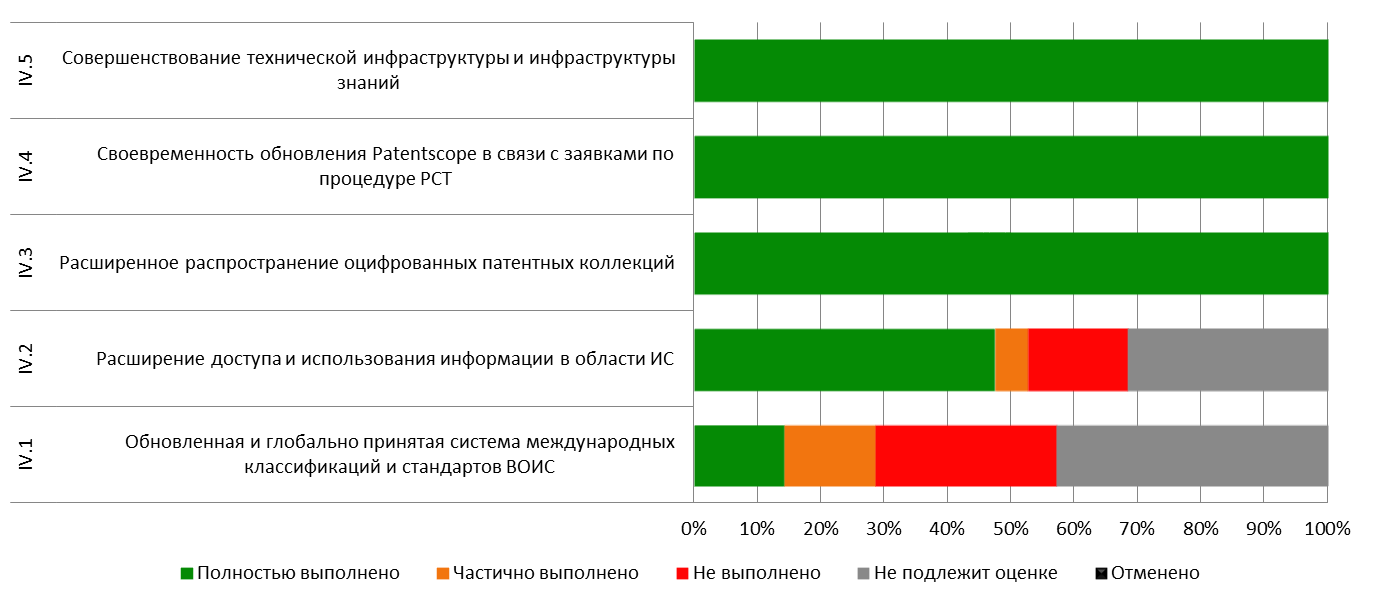 IV.5
Совершенствование технической инфраструктуры и инфраструктуры
знаний
IV.4
Своевременность обновления Patentscope в связи с заявками по
процедуре PCT
IV.3
Расширенное распространение оцифрованных патентных коллекций
IV.2
Расширение доступа и использования информации в области ИС
IV.1
Обновленная и глобально принятая система международных
классификаций и стандартов ВОИС
0% 10% 20% 30% 40% 50% 60% 70% 80% 90% 100%
Полностью выполнено Частично выполнено Не выполнено Не подлежит оценке Отменено